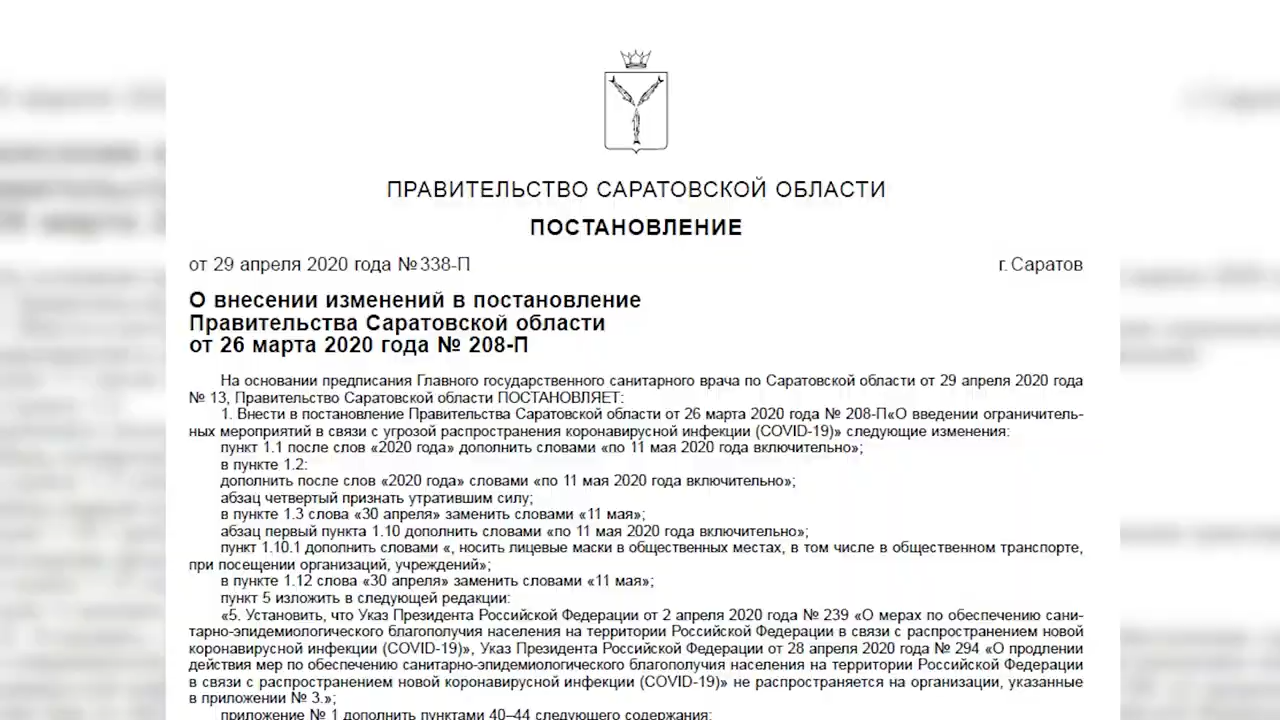 ПРАВИТЕЛЬСТВО САРАТОВСКОЙ ОБЛАСТИ
ПОСТАНОВЛЕНИЕ
от 29 апреля 2020 года №338-П г. Саратов
О внесении изменений в постановление
Правительства Саратовской области
от 26 марта 2020 года № 208-П
На основании предписания Главного государственного санитарного врача по Саратовской области от 29 апреля 2020 года
№ 13, Правительство Саратовской области ПОСТАНОВЛЯЕТ:
1. Внести в постановление Правительства Саратовской области от 26 марта 2020 года № 208-П«О введении ограничитель-
ных мероприятий в связи с угрозой распространения коронавирусной инфекции (COVID-19)» следующие изменения:
пункт 1.1 после слов «2020 года» дополнить словами «по 11 мая 2020 года включительно»;
в пункте 1.2:
дополнить после слов «2020 года» словами «по 11 мая 2020 года включительно»;
абзац четвертый признать утратившим силу;
в пункте 1.3 слова «30 апреля» заменить словами «11 мая»;
абзац первый пункта 1.10 дополнить словами «по 11 мая 2020 года включительно»;
пункт 1.10.1 дополнить словами «, носить лицевые маски в общественных местах, в том числе в общественном транспорте,
при посещении организаций, учреждений»;
в пункте 1.12 слова «30 апреля» заменить словами «11 мая»;
пункт 5 изложить в следующей редакции:
«5. Установить, что Указ Президента Российской Федерации от 2 апреля 2020 года № 239 «О мерах по обеспечению сани-
тарно-эпидемиологического благополучия населения на территории Российской Федерации в связи с распространением новой
коронавирусной инфекции (COVID-19)», Указ Президента Российской Федерации от 28 апреля 2020 года № 294 «О продлении
действия мер по обеспечению санитарно-эпидемиологического благополучия населения на территории Российской Федерации
в связи с распространением новой коронавирусной инфекции (COVID-19)» не распространяется на организации, указанные
в приложении № 3.»;
приложение № 1 дополнить пунктами 40–44 следующего содержания: